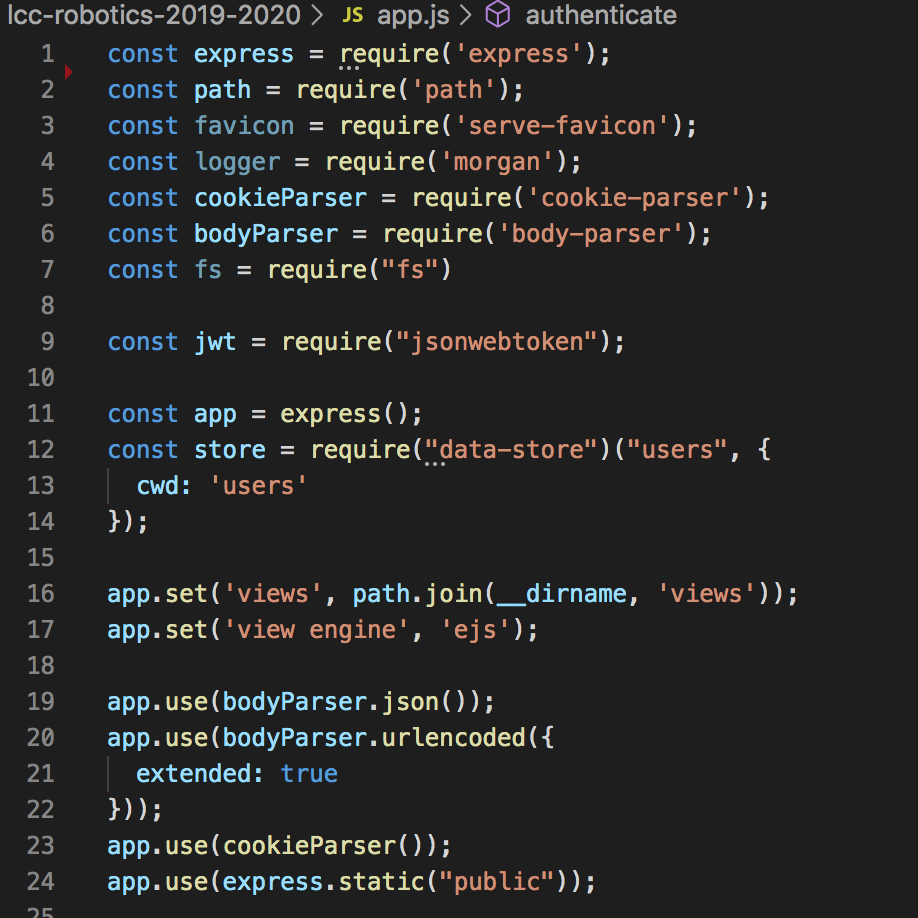 lcc-robotics-2019-2020 > JS app.js > authenticate
1 const express = require('express');
2 const path = require('path');
3 const favicon = require('serve-favicon');
4 const logger = require('morgan');
5 const cookieParser = require('cookie-parser');
6 const bodyParser = require('body-parser');
7 const fs = require("fs")
8
9 const jwt = require("jsonwebtoken");
10
11 const app = express();
12 const store = require("data-store")("users", {
13 cwd: 'users'
14 });
15
16 app.set('views', path.join(__dirname, 'views'));
17 app.set('view engine', 'ejs');
18
19 app.use(bodyParser.json());
20 app.use(bodyParser.urlencoded({
21 extended: true
22 }));
23 app.use(cookieParser());
24 app.use(express.static("public"));
25